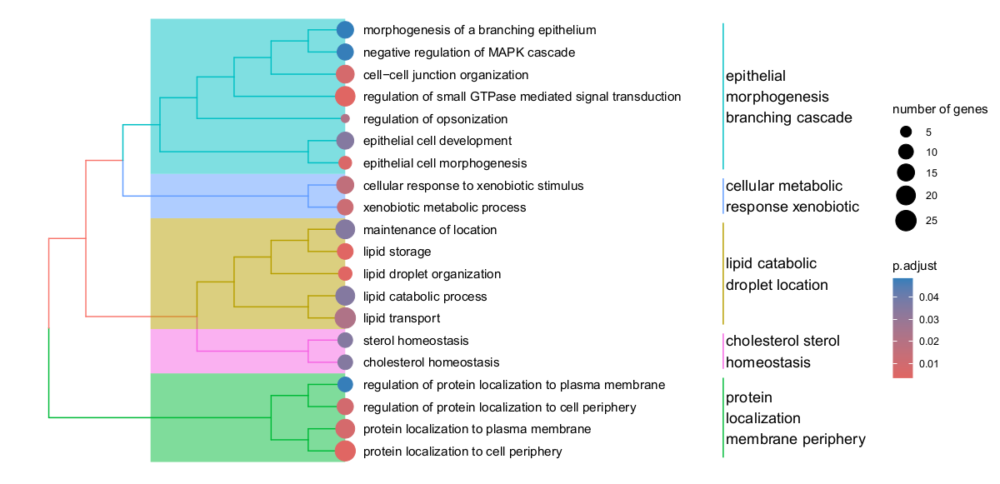 morphogenesis of a branching epithelium
negative regulation of MAPK cascade
cell−cell junction organization
regulation of small GTPase mediated signal transduction
regulation of opsonization
epithelial cell development
epithelial cell morphogenesis
cellular response to xenobiotic stimulus
xenobiotic metabolic process
maintenance of location
lipid storage
lipid droplet organization
lipid catabolic process
lipid transport
sterol homeostasis
cholesterol homeostasis
regulation of protein localization to plasma membrane
regulation of protein localization to cell periphery
protein localization to plasma membrane
protein localization to cell periphery
epithelial
morphogenesis
branching cascade
cellular metabolic
response xenobiotic
lipid catabolic
droplet location
cholesterol sterol
homeostasis
protein
localization
membrane periphery
number of genes
5
10
15
20
25
p.adjust
0.04
0.03
0.02
0.01